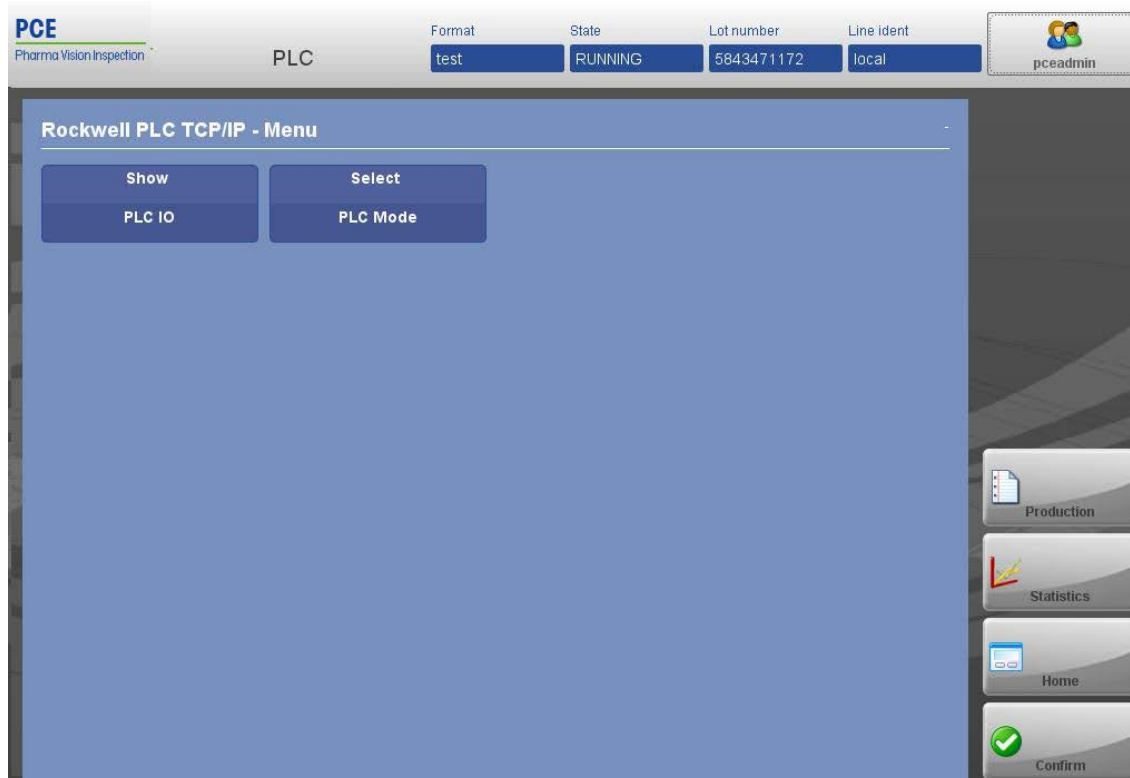 PCE
Pharma Vision Inspection
PLC
Format
State
Lot number
Line ident
test
RUNNING
5843471172
local
pceadmin
Rockwell PLC TCP/IP - Menu
-
Show
PLC IO
Select
PLC Mode
Production
Statistics
Home
Confirm